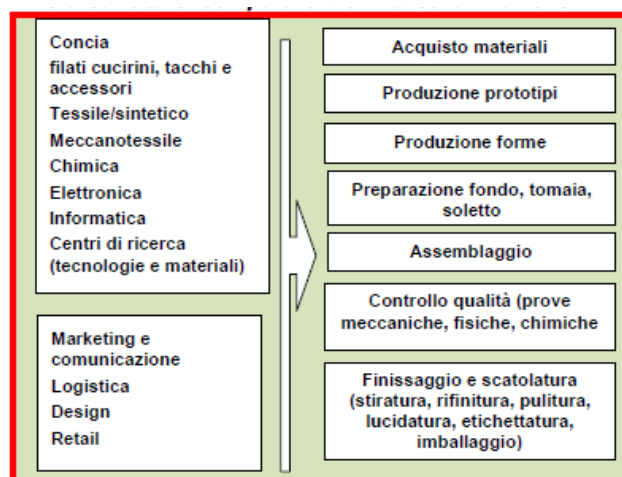 Concia
filati cucirini, tacchi e
accessori
Tessile/sintetico
Meccanotessile
Chimica
Elettronica
Informatica
Centri di ricerca
(tecnologie e materiali)
Marketing e
comunicazione
Logistica
Design
Retail
Acquisto materiali
Produzione prototipi
Produzione forme
Preparazione fondo, tomaia,
soletto
Assemblaggio
Controllo qualità (prove
meccaniche, fisiche, chimiche
Finissaggio e scatolatura
(stiratura, rifinitura, pulitura,
lucidatura, etichettatura,
imballaggio)